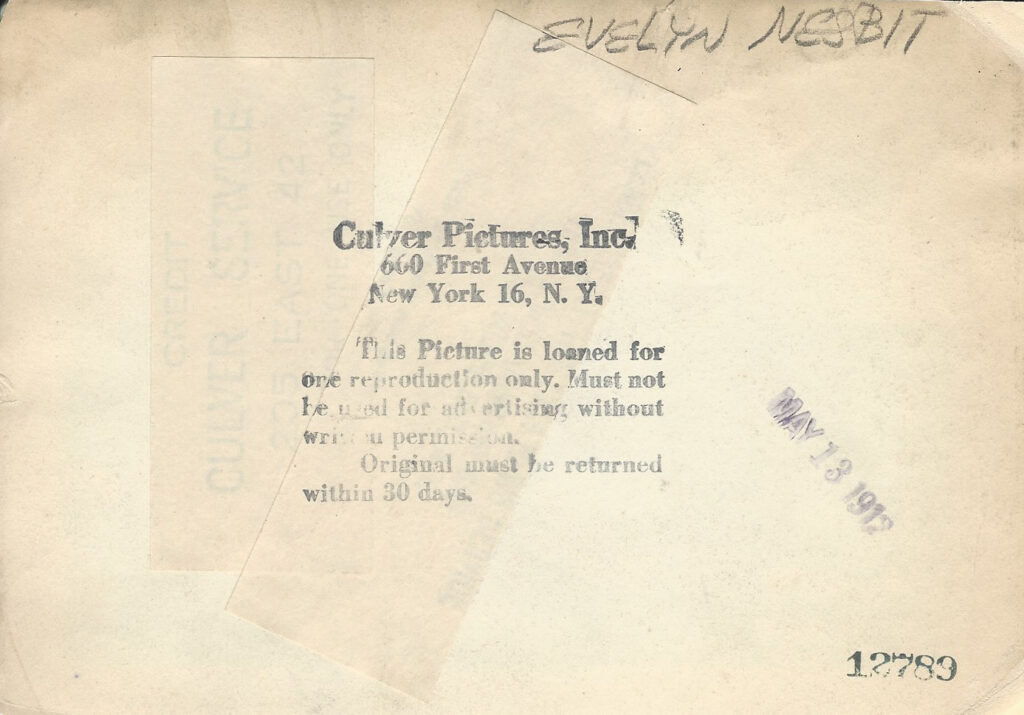 EVELYN NESBIT
CREDIT
CULVER SERVICE
Culver Pictures, Inc.
660 First Avenue
New York 16, N. Y.
This Picture is loaned for
one reproduction only. Must not
be used for advertising without
written permission.
Original must be returned
within 30 days.
MAY 13 1912
12789